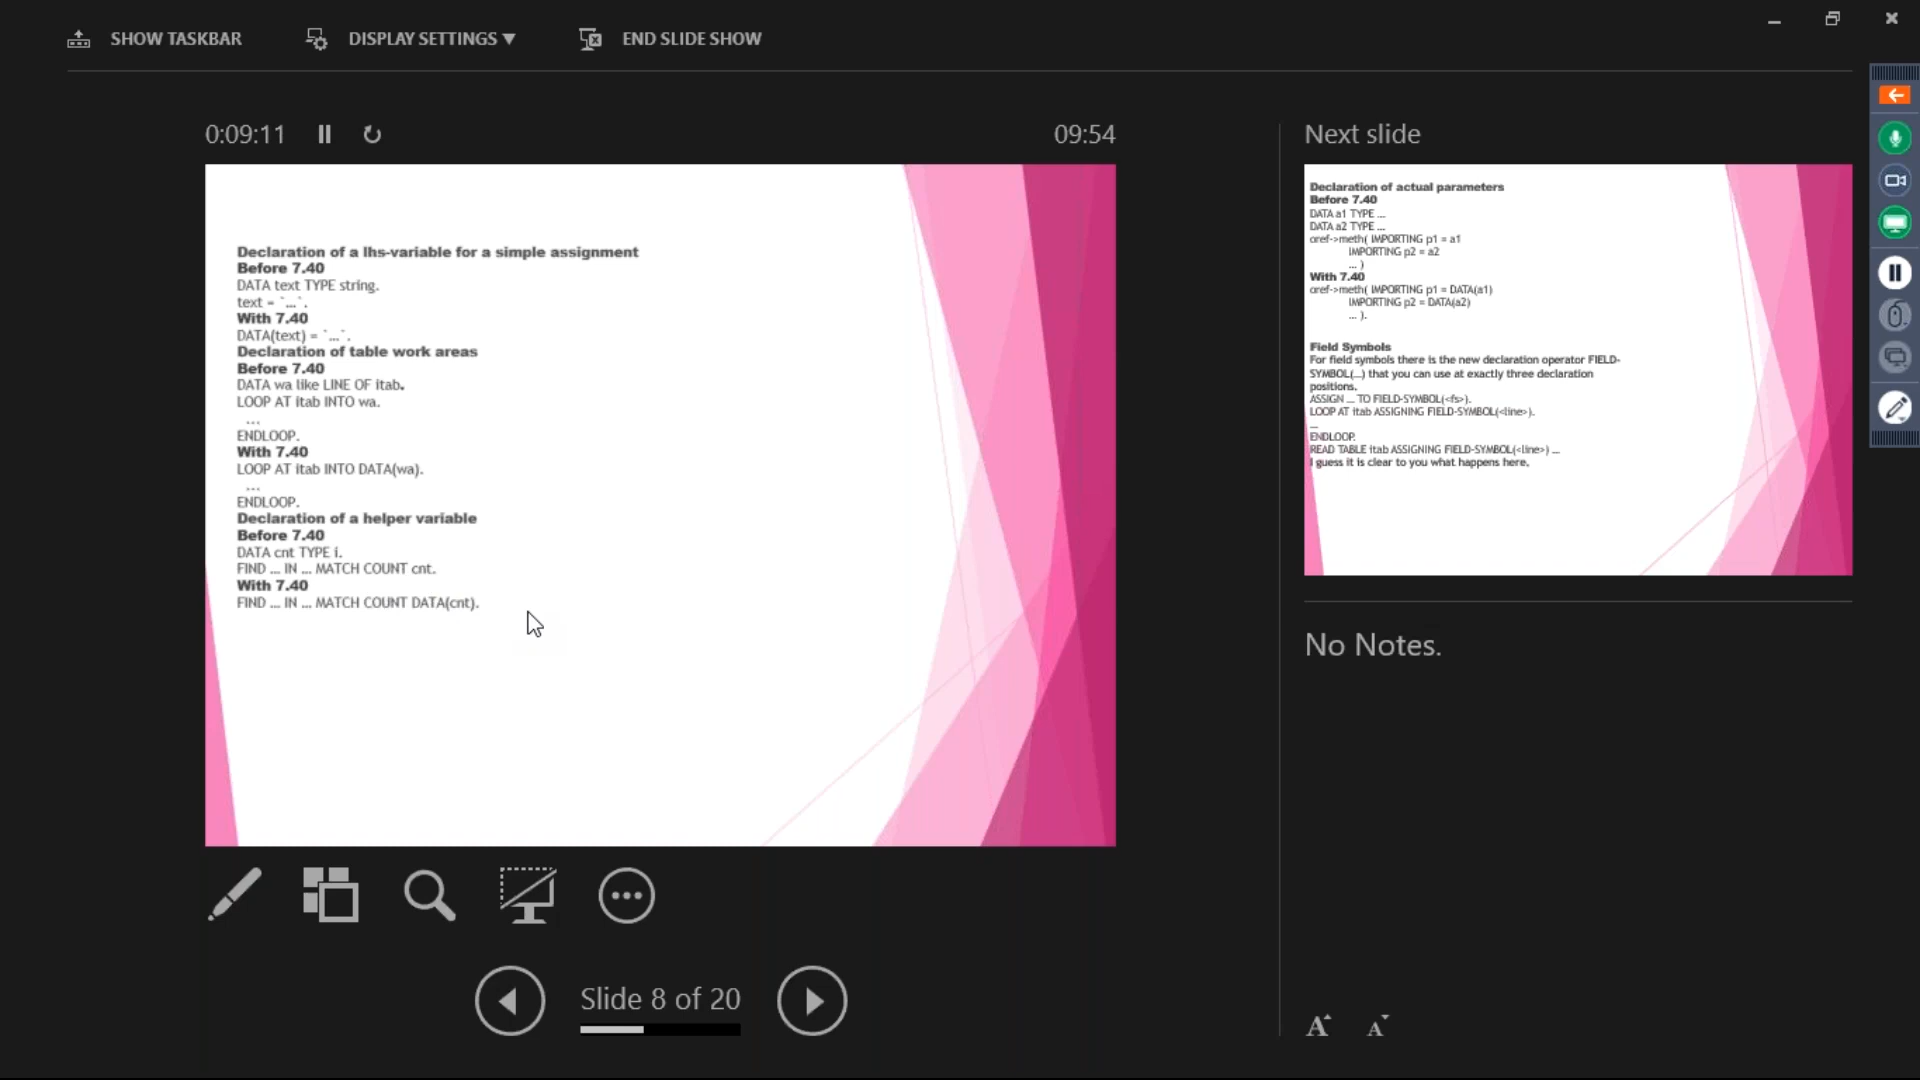 SHOW TASKBAR
DISPLAY SETTINGS ▼
END SLIDE SHOW
0:09:11
09:54
Declaration of a lhs-variable for a simple assignment
Before 7.40
DATA text TYPE string.
text = `...`.
With 7.40
DATA(text) = `...`.
Declaration of table work areas
Before 7.40
DATA wa like LINE OF itab.
LOOP AT itab INTO wa.
...
ENDLOOP.
With 7.40
LOOP AT itab INTO DATA(wa).
...
ENDLOOP.
Declaration of a helper variable
Before 7.40
DATA cnt TYPE i.
FIND ... IN ... MATCH COUNT cnt.
With 7.40
FIND ... IN ... MATCH COUNT DATA(cnt).
Slide 8 of 20
Next slide
Declaration of actual parameters
Before 7.40
DATA a1 TYPE ...
DATA a2 TYPE ...
oref->meth( IMPORTING p1 = a1
IMPORTING p2 = a2
... )
With 7.40
oref->meth( IMPORTING p1 = DATA(a1)
IMPORTING p2 = DATA(a2)
... ).
Field Symbols
For field symbols there is the new declaration operator FIELD-
SYMBOL(...) that you can use at exactly three declaration
positions.
ASSIGN ... TO FIELD-SYMBOL(<fs>).
LOOP AT itab ASSIGNING FIELD-SYMBOL(<line>).
...
ENDLOOP.
READ TABLE itab ASSIGNING FIELD-SYMBOL(<line>) ...
I guess it is clear to you what happens here.
No Notes.
A
A